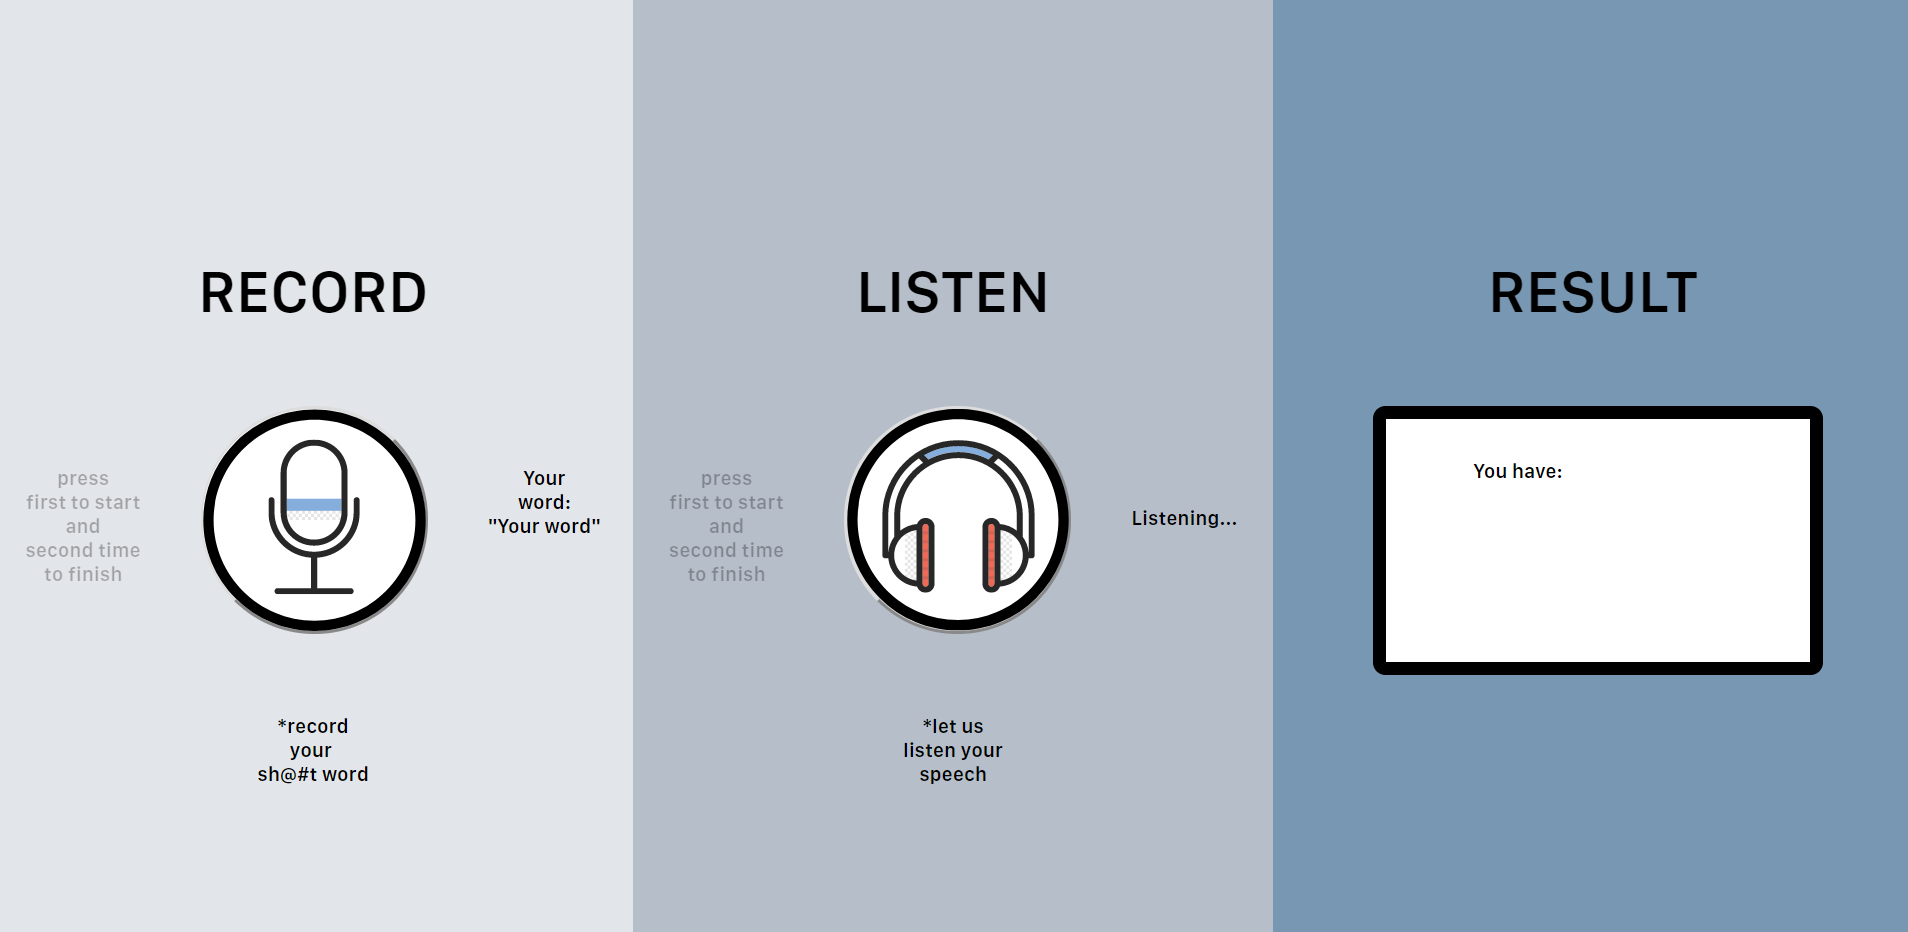 RECORD
press
first to start
and
second time
to finish
Your
word:
"Your word"
*record
your
sh@#t word
LISTEN
press
first to start
and
second time
to finish
Listening...
*let us
listen your
speech
RESULT
You have: